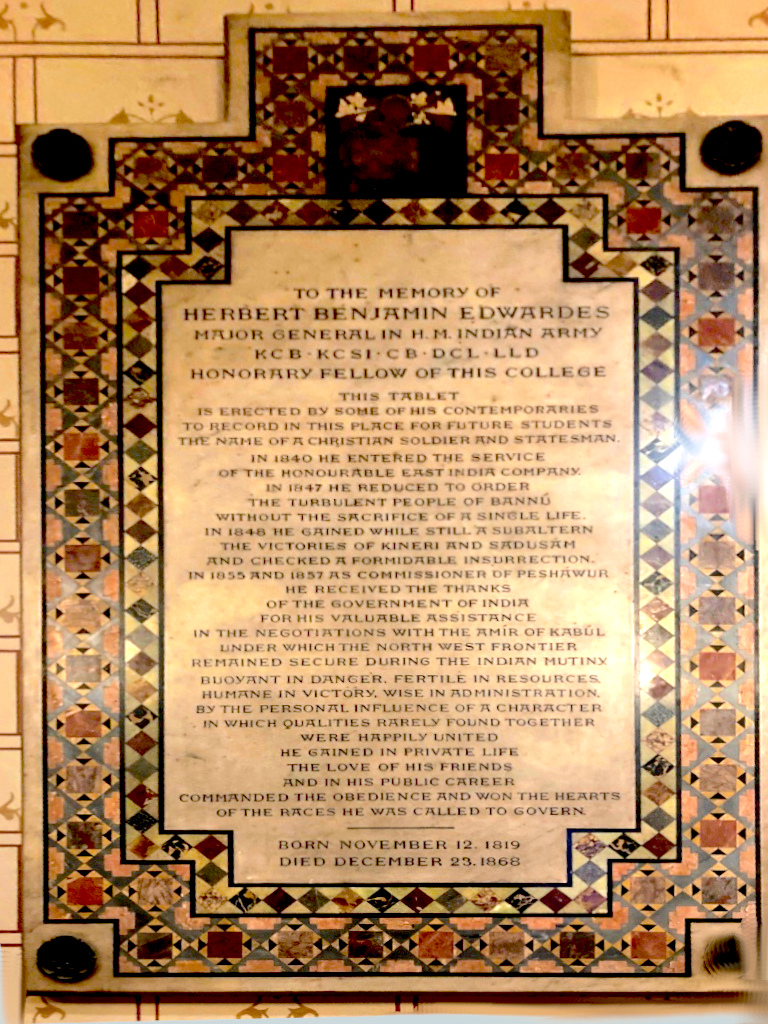 TO THE MEMORY OF
HERBERT BENJAMIN EDWARDES
MAJOR GENERAL IN H.M. INDIAN ARMY
KCB · KCSI · CB · DCL · LLD
HONORARY FELLOW OF THIS COLLEGE
THIS TABLET
IS ERECTED BY SOME OF HIS CONTEMPORARIES
TO RECORD IN THIS PLACE FOR FUTURE STUDENTS
THE NAME OF A CHRISTIAN SOLDIER AND STATESMAN.
IN 1840 HE ENTERED THE SERVICE
OF THE HONOURABLE EAST INDIA COMPANY.
IN 1847 HE REDUCED TO ORDER
THE TURBULENT PEOPLE OF BANNÚ
WITHOUT THE SACRIFICE OF A SINGLE LIFE.
IN 1848 HE GAINED WHILE STILL A SUBALTERN
THE VICTORIES OF KINERI AND SADUSÁM
AND CHECKED A FORMIDABLE INSURRECTION.
IN 1855 AND 1857 AS COMMISSIONER OF PESHÁWUR
HE RECEIVED THE THANKS
OF THE GOVERNMENT OF INDIA
FOR HIS VALUABLE ASSISTANCE
IN THE NEGOTIATIONS WITH THE AMÍR OF KABÚL
UNDER WHICH THE NORTH WEST FRONTIER
REMAINED SECURE DURING THE INDIAN MUTINY.
BUOYANT IN DANGER, FERTILE IN RESOURCES,
HUMANE IN VICTORY, WISE IN ADMINISTRATION,
BY THE PERSONAL INFLUENCE OF A CHARACTER
IN WHICH QUALITIES RARELY FOUND TOGETHER
WERE HAPPILY UNITED
HE GAINED IN PRIVATE LIFE
THE LOVE OF HIS FRIENDS
AND IN HIS PUBLIC CAREER
COMMANDED THE OBEDIENCE AND WON THE HEARTS
OF THE RACES HE WAS CALLED TO GOVERN.
BORN NOVEMBER 12. 1819
DIED DECEMBER 23. 1868